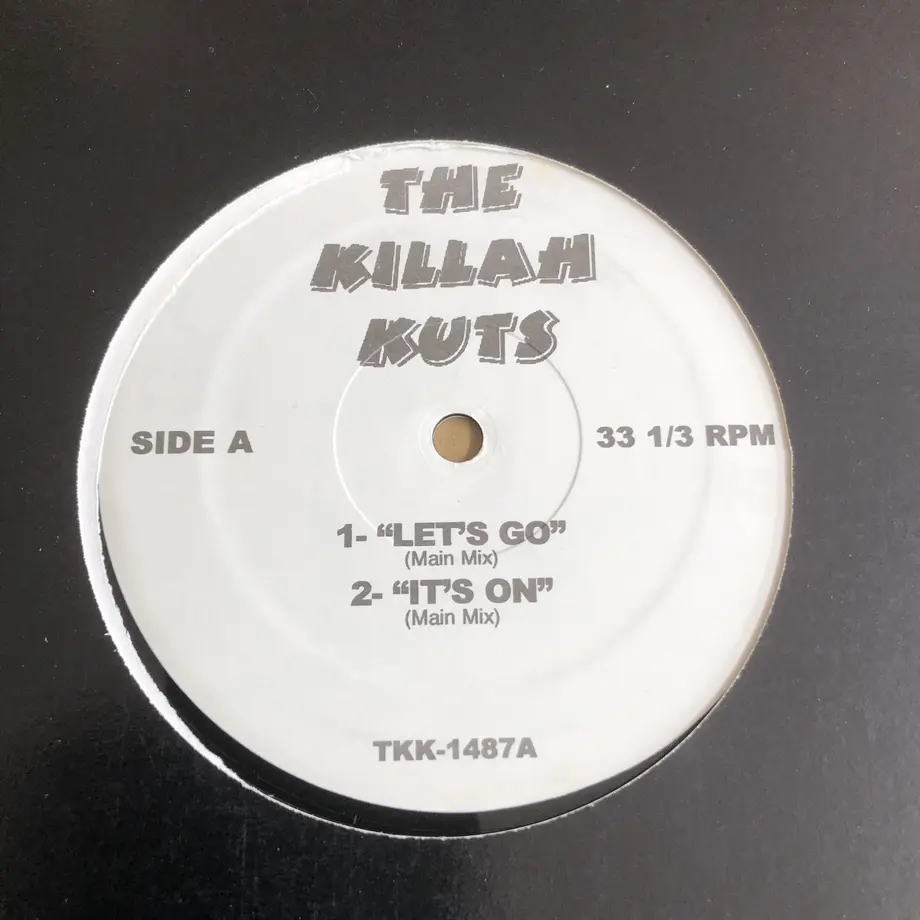 THE
KILLAH
KUTS
SIDE A
33 1/3 RPM
1- “LET’S GO”
(Main Mix)
2- “IT’S ON”
(Main Mix)
TKK-1487A